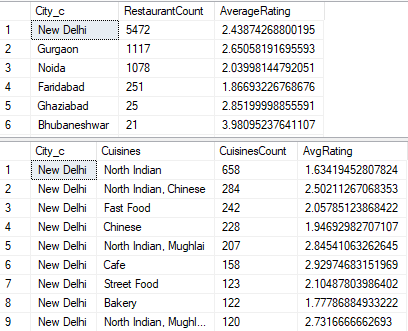 City_c RestaurantCount AverageRating
1 New Delhi 5472 2.43874268800195
2 Gurgaon 1117 2.65058191695593
3 Noida 1078 2.03998144792051
4 Faridabad 251 1.86693226768676
5 Ghaziabad 25 2.85199998855591
6 Bhubaneshwar 21 3.98095237641107
City_c Cuisines CuisinesCount AvgRating
1 New Delhi North Indian 658 1.63419452807824
2 New Delhi North Indian, Chinese 284 2.50211267068353
3 New Delhi Fast Food 242 2.05785123868422
4 New Delhi Chinese 228 1.94692982707107
5 New Delhi North Indian, Mughlai 207 2.84541063262645
6 New Delhi Cafe 158 2.92974683151969
7 New Delhi Street Food 123 2.10487803986402
8 New Delhi Bakery 122 1.77786884933222
9 New Delhi North Indian, Mughl... 120 2.7316666662693